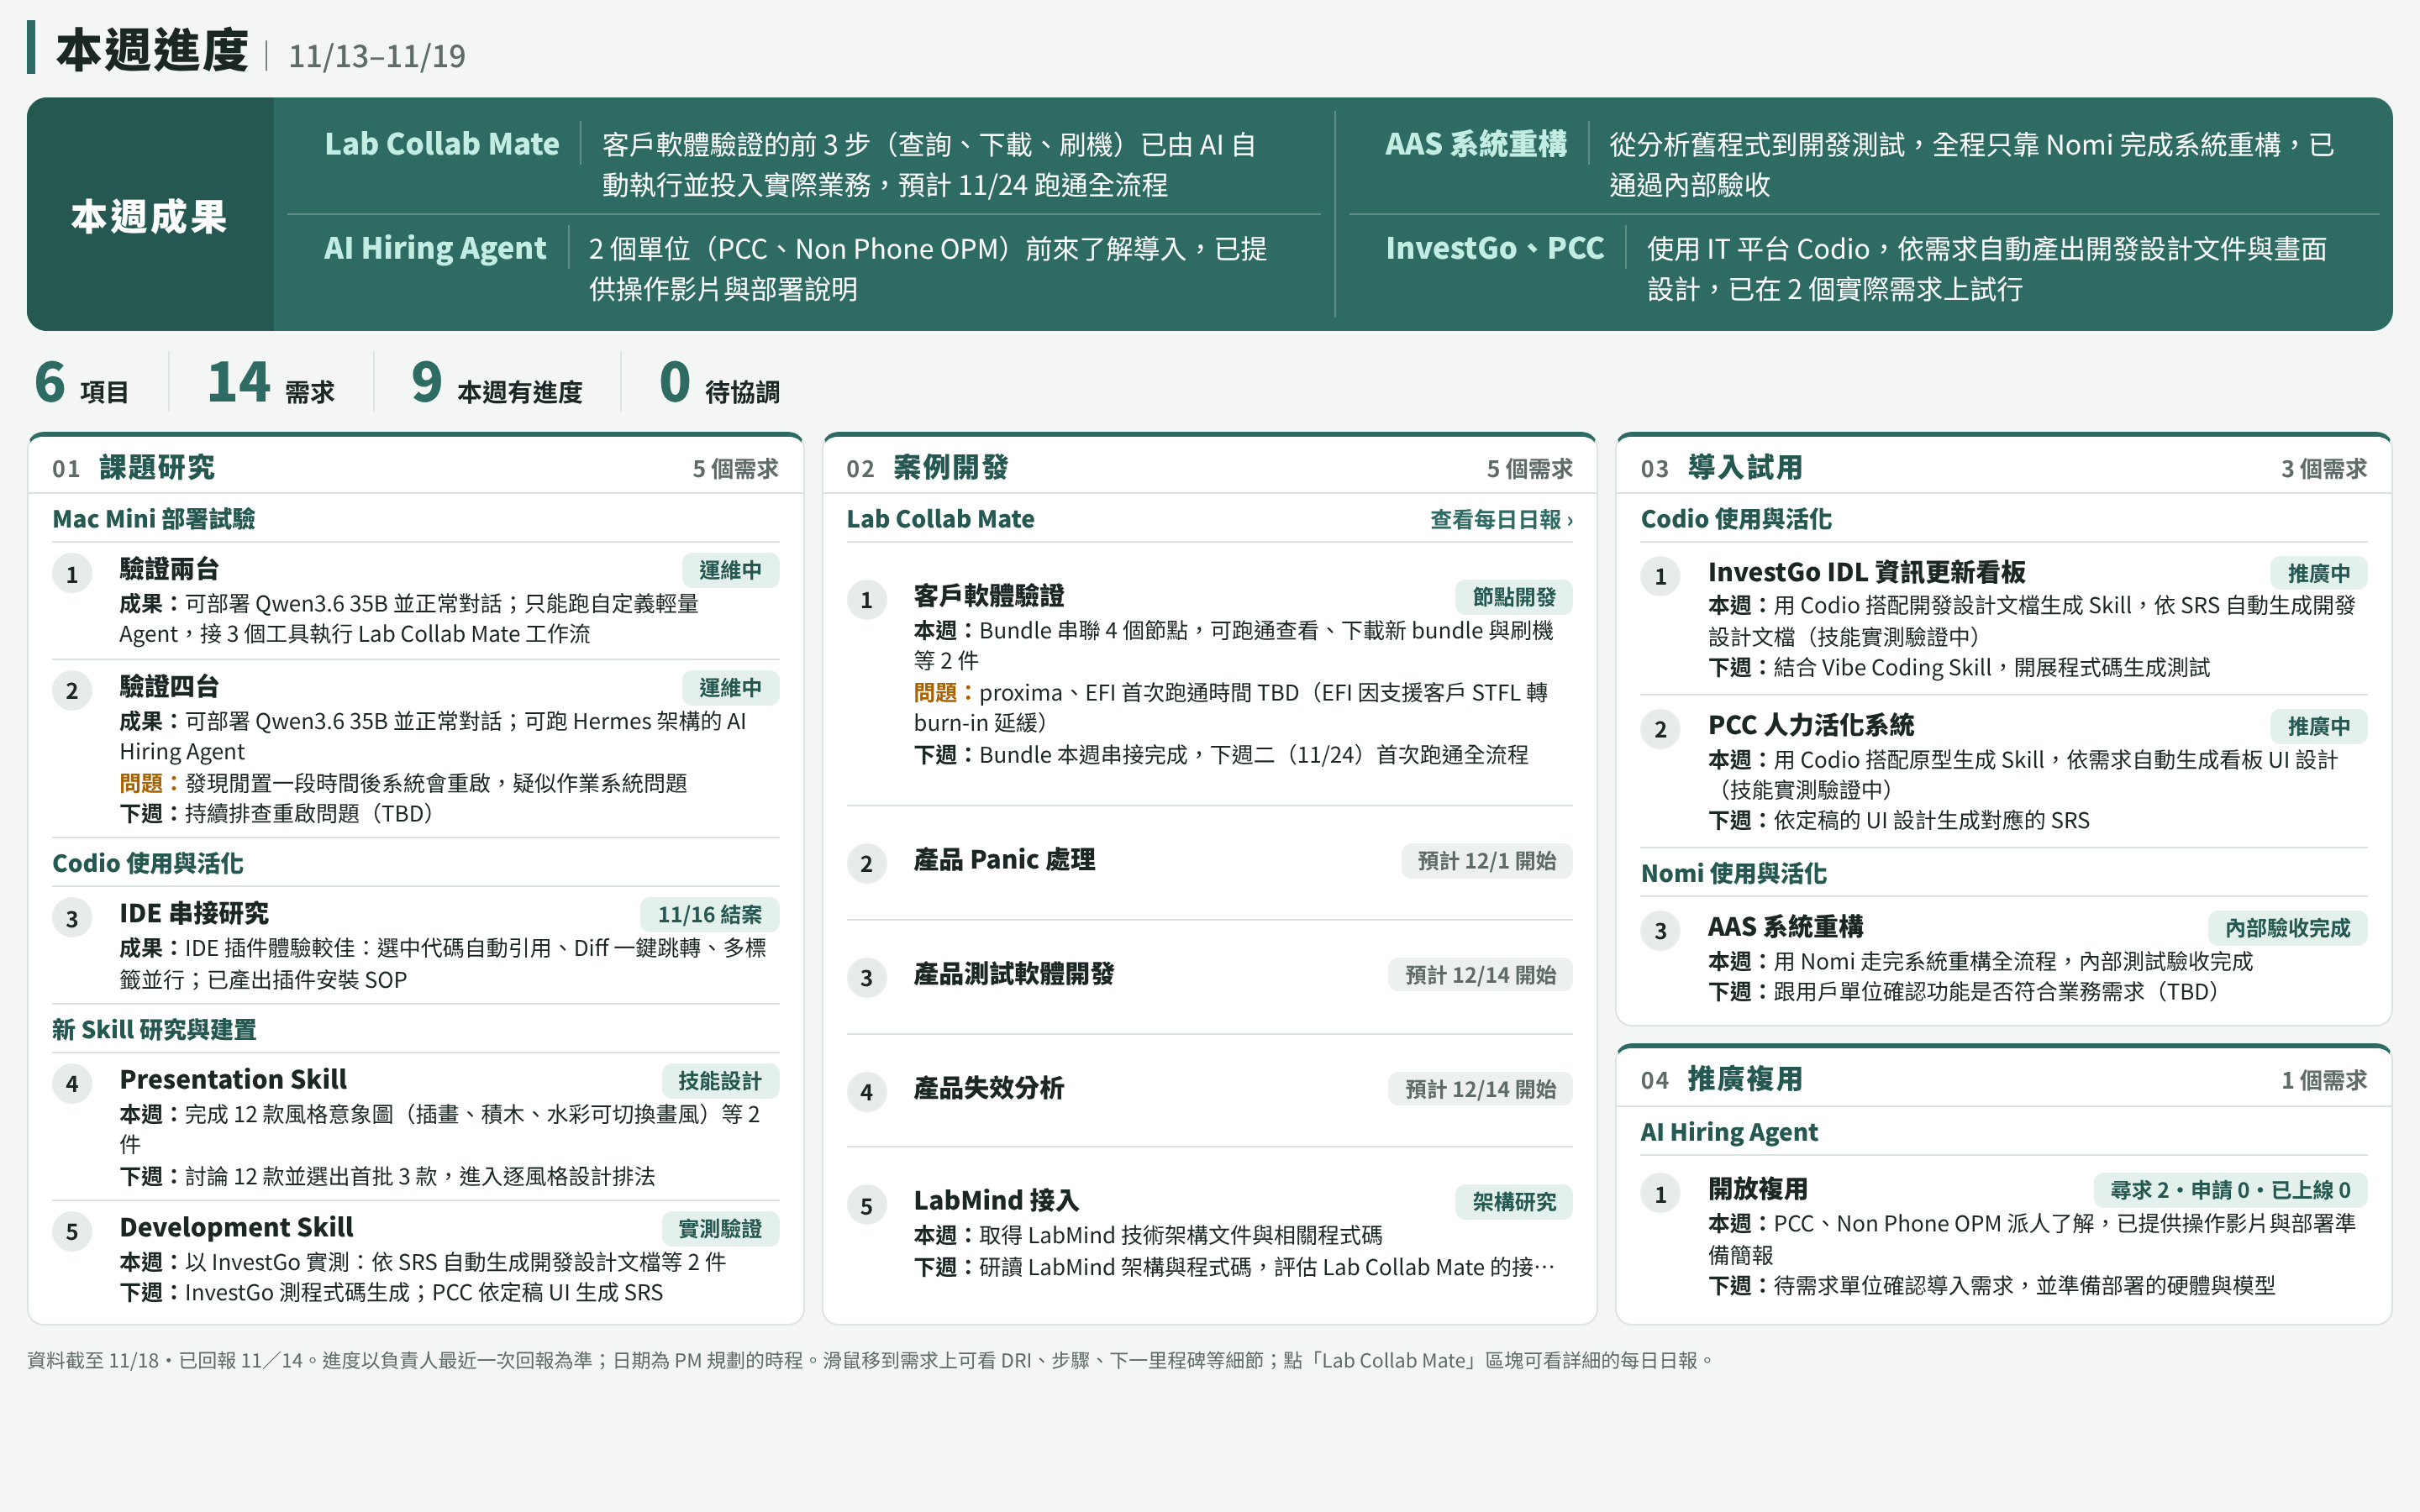 本週進度 11/13–11/19
本週成果
Lab Collab Mate
客戶軟體驗證的前 3 步（查詢、下載、刷機）已由 AI 自
動執行並投入實際業務，預計 11/24 跑通全流程
AI Hiring Agent
2 個單位（PCC、Non Phone OPM）前來了解導入，已提
供操作影片與部署說明
AAS 系統重構
從分析舊程式到開發測試，全程只靠 Nomi 完成系統重構，已
通過內部驗收
InvestGo、PCC
使用 IT 平台 Codio，依需求自動產出開發設計文件與畫面
設計，已在 2 個實際需求上試行
6 項目 14 需求 9 本週有進度 0 待協調
01 課題研究 5 個需求
Mac Mini 部署試驗
1 驗證兩台 運維中
成果：可部署 Qwen3.6 35B 並正常對話；只能跑自定義輕量
Agent，接 3 個工具執行 Lab Collab Mate 工作流
2 驗證四台 運維中
成果：可部署 Qwen3.6 35B 並正常對話；可跑 Hermes 架構的 AI
Hiring Agent
問題：發現閒置一段時間後系統會重啟，疑似作業系統問題
下週：持續排查重啟問題（TBD）
Codio 使用與活化
3 IDE 串接研究 11/16 結案
成果：IDE 插件體驗較佳：選中代碼自動引用、Diff 一鍵跳轉、多標
籤並行；已產出插件安裝 SOP
新 Skill 研究與建置
4 Presentation Skill 技能設計
本週：完成 12 款風格意象圖（插畫、積木、水彩可切換畫風）等 2
件
下週：討論 12 款並選出首批 3 款，進入逐風格設計排法
5 Development Skill 實測驗證
本週：以 InvestGo 實測：依 SRS 自動生成開發設計文檔等 2 件
下週：InvestGo 測程式碼生成；PCC 依定稿 UI 生成 SRS
02 案例開發 5 個需求
Lab Collab Mate 查看每日日報 ›
1 客戶軟體驗證 節點開發
本週：Bundle 串聯 4 個節點，可跑通查看、下載新 bundle 與刷機
等 2 件
問題：proxima、EFI 首次跑通時間 TBD（EFI 因支援客戶 STFL 轉
burn-in 延緩）
下週：Bundle 本週串接完成，下週二（11/24）首次跑通全流程
2 產品 Panic 處理 預計 12/1 開始
3 產品測試軟體開發 預計 12/14 開始
4 產品失效分析 預計 12/14 開始
5 LabMind 接入 架構研究
本週：取得 LabMind 技術架構文件與相關程式碼
下週：研讀 LabMind 架構與程式碼，評估 Lab Collab Mate 的接…
03 導入試用 3 個需求
Codio 使用與活化
1 InvestGo IDL 資訊更新看板 推廣中
本週：用 Codio 搭配開發設計文檔生成 Skill，依 SRS 自動生成開發
設計文檔（技能實測驗證中）
下週：結合 Vibe Coding Skill，開展程式碼生成測試
2 PCC 人力活化系統 推廣中
本週：用 Codio 搭配原型生成 Skill，依需求自動生成看板 UI 設計
（技能實測驗證中）
下週：依定稿的 UI 設計生成對應的 SRS
Nomi 使用與活化
3 AAS 系統重構 內部驗收完成
本週：用 Nomi 走完系統重構全流程，內部測試驗收完成
下週：跟用戶單位確認功能是否符合業務需求（TBD）
04 推廣複用 1 個需求
AI Hiring Agent
1 開放複用 尋求 2・申請 0・已上線 0
本週：PCC、Non Phone OPM 派人了解，已提供操作影片與部署準
備簡報
下週：待需求單位確認導入需求，並準備部署的硬體與模型
資料截至 11/18・已回報 11／14。進度以負責人最近一次回報為準；日期為 PM 規劃的時程。滑鼠移到需求上可看 DRI、步驟、下一里程碑等細節；點「Lab Collab Mate」區塊可看詳細的每日日報。